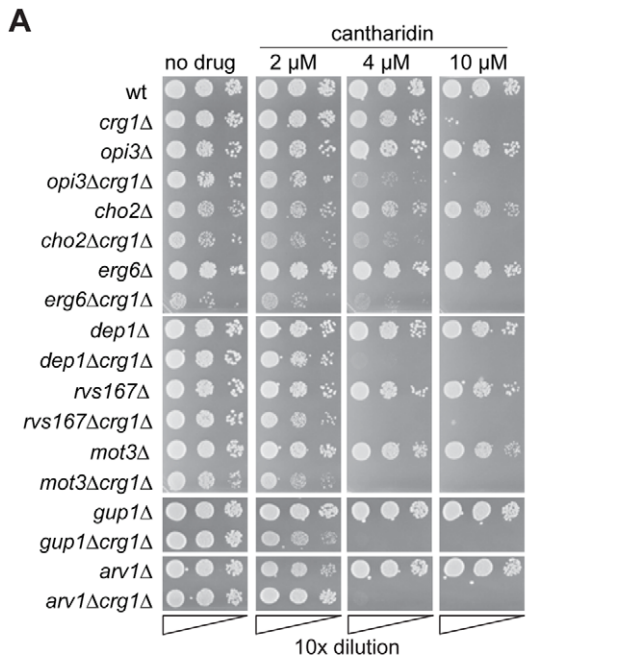 A
cantharidin
no drug 2 µM 4 µM 10 µM
wt
crg1Δ
opi3Δ
opi3Δcrg1Δ
cho2Δ
cho2Δcrg1Δ
erg6Δ
erg6Δcrg1Δ
dep1Δ
dep1Δcrg1Δ
rvs167Δ
rvs167Δcrg1Δ
mot3Δ
mot3Δcrg1Δ
gup1Δ
gup1Δcrg1Δ
arv1Δ
arv1Δcrg1Δ
10x dilution